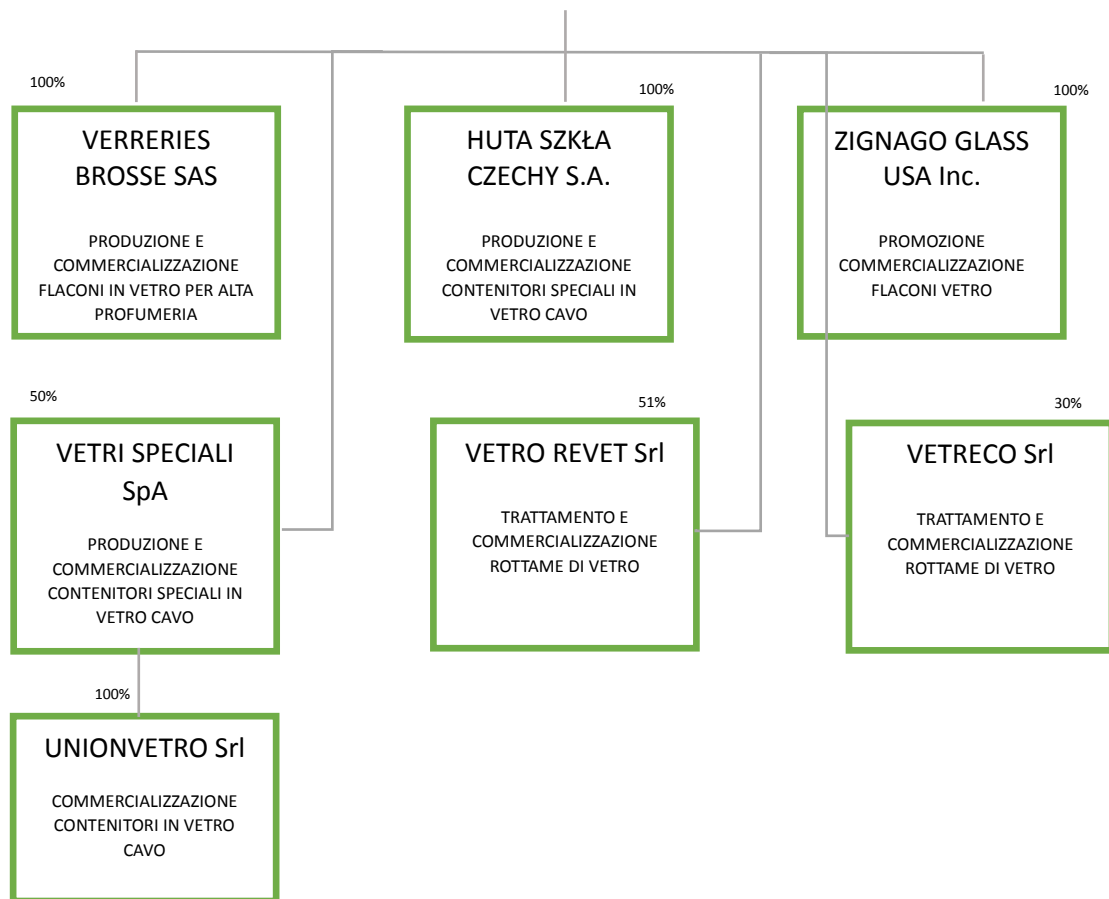 100%
VERRERIES
BROSSE SAS
PRODUZIONE E
COMMERCIALIZZAZIONE
FLACONI IN VETRO PER ALTA
PROFUMERIA
100%
HUTA SZKŁA
CZECHY S.A.
PRODUZIONE E
COMMERCIALIZZAZIONE
CONTENITORI SPECIALI IN
VETRO CAVO
100%
ZIGNAGO GLASS
USA Inc.
PROMOZIONE
COMMERCIALIZZAZIONE
FLACONI VETRO
50%
VETRI SPECIALI
SpA
PRODUZIONE E
COMMERCIALIZZAZIONE
CONTENITORI SPECIALI IN
VETRO CAVO
51%
VETRO REVET Srl
TRATTAMENTO E
COMMERCIALIZZAZIONE
ROTTAME DI VETRO
30%
VETRECO Srl
TRATTAMENTO E
COMMERCIALIZZAZIONE
ROTTAME DI VETRO
100%
UNIONVETRO Srl
COMMERCIALIZZAZIONE
CONTENITORI IN VETRO
CAVO